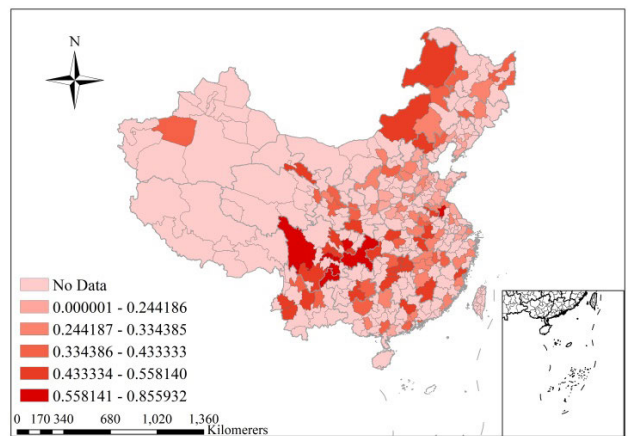 N
No Data
0.000001 - 0.244186
0.244187 - 0.334385
0.334386 - 0.433333
0.433334 - 0.558140
0.558141 - 0.855932
0 170 340 680 1,020 1,360
Kilomerers